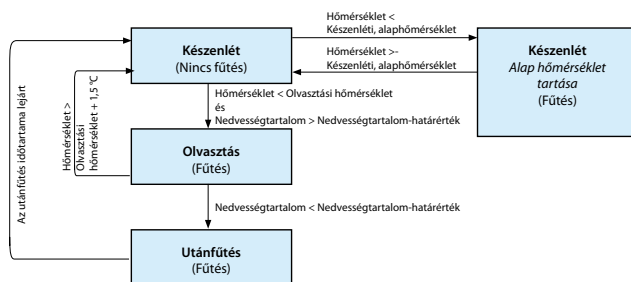 Hőmérséklet <
Készenléti, alaphőmérséklet
Készenlét
(Nincs fűtés)
Hőmérséklet >-
Készenléti, alaphőmérséklet
Készenlét
Alap hőmérséklet
tartása
(Fűtés)
Hőmérséklet < Olvasztási hőmérséklet
és
Nedvességtartalom > Nedvességtartalom-határérték
Az utánfűtés időtartama lejárt
Hőmérséklet >
Olvasztási
hőmérséklet + 1,5 °C
Olvasztás
(Fűtés)
Nedvességtartalom < Nedvességtartalom-határérték
Utánfűtés
(Fűtés)